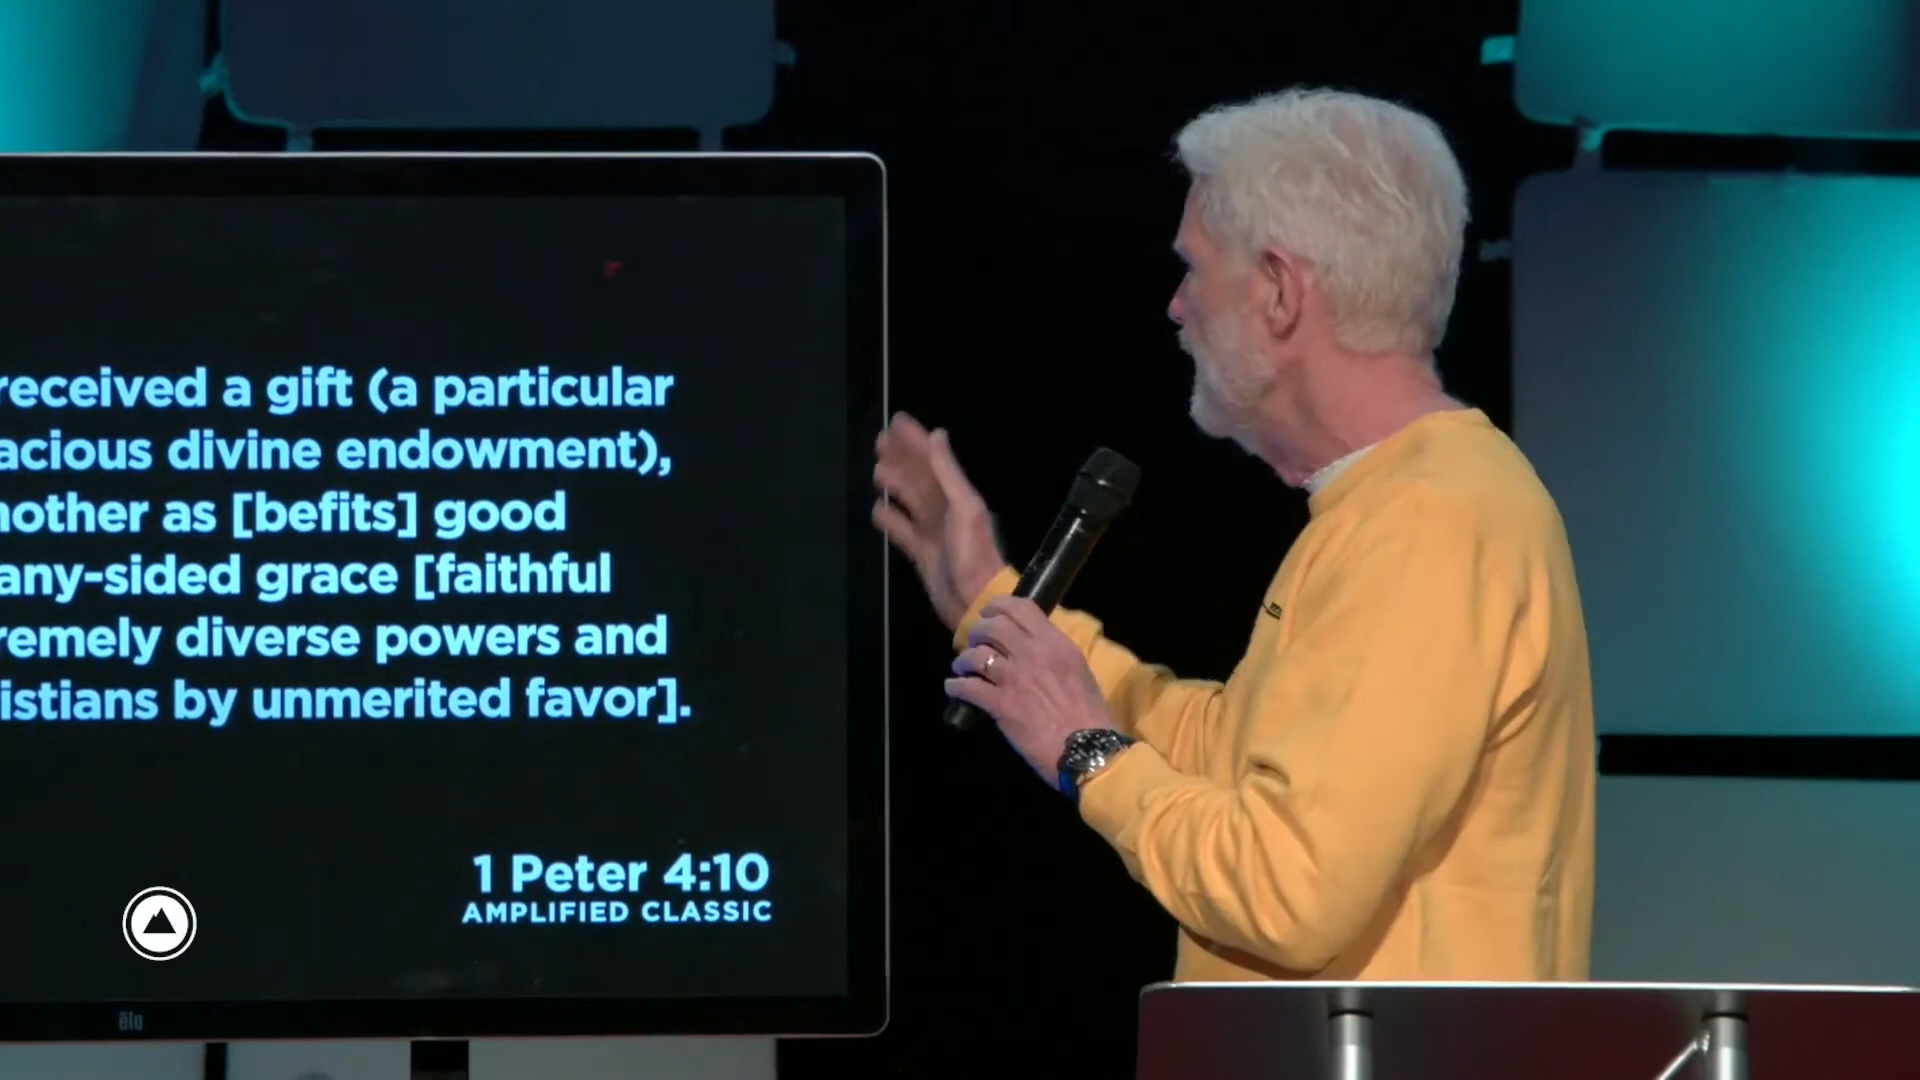 received a gift (a particular
acious divine endowment),
nother as [befits] good
any-sided grace [faithful
remely diverse powers and
istians by unmerited favor].
1 Peter 4:10
AMPLIFIED CLASSIC
elo